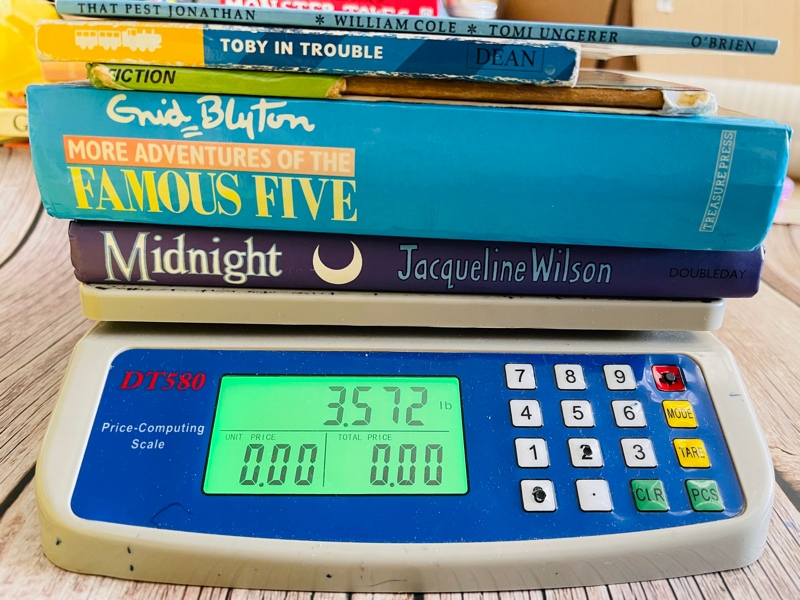 THAT PEST JONATHAN * WILLIAM COLE * TOMI UNGERER O'BRIEN
TOBY IN TROUBLE DEAN
FICTION
Enid Blyton
MORE ADVENTURES OF THE
FAMOUS FIVE
TREASURE PRESS
Midnight Jacqueline Wilson DOUBLEDAY
DT580
Price-Computing
Scale
3.572 lb
UNIT PRICE TOTAL PRICE
0.00 0.00
7 8 9
4 5 6 MODE
1 2 3 TARE
0 . CLR PCS